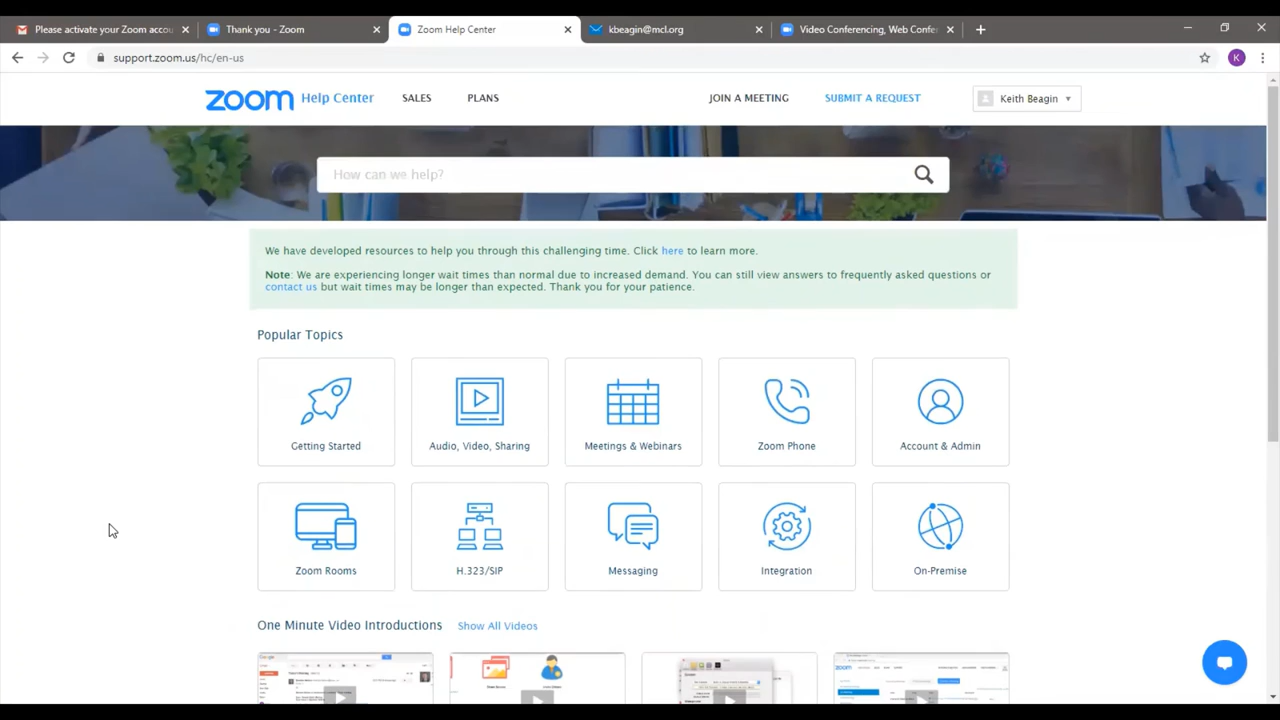 Please activate your Zoom accou
Thank you - Zoom
Zoom Help Center
kbeagin@mcl.org
Video Conferencing, Web Confe
support.zoom.us/hc/en-us
K
zoom Help Center
SALES
PLANS
JOIN A MEETING
SUBMIT A REQUEST
Keith Beagin
How can we help?
We have developed resources to help you through this challenging time. Click here to learn more.
Note: We are experiencing longer wait times than normal due to increased demand. You can still view answers to frequently asked questions or
contact us but wait times may be longer than expected. Thank you for your patience.
Popular Topics
Getting Started
Audio, Video, Sharing
Meetings & Webinars
Zoom Phone
Account & Admin
Zoom Rooms
H.323/SIP
Messaging
Integration
On-Premise
One Minute Video Introductions
Show All Videos